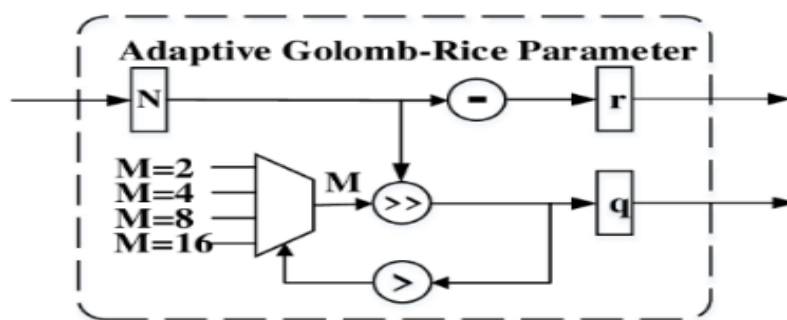 Adaptive Golomb-Rice Parameter
N
-
r
M=2
M=4
M=8
M=16
M
>>
q
>